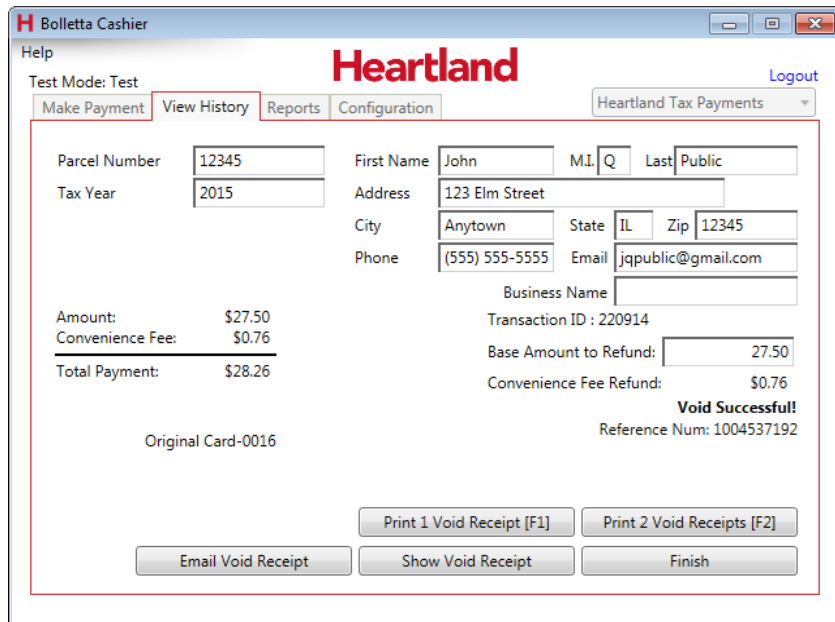 H Bolletta Cashier
Help
Heartland
Test Mode: Test
Logout
Make Payment View History Reports Configuration
Heartland Tax Payments
Parcel Number 12345 First Name John M.I. Q Last Public
Tax Year 2015 Address 123 Elm Street
City Anytown State IL Zip 12345
Phone (555) 555-5555 Email jqpublic@gmail.com
Business Name
Amount: $27.50 Transaction ID : 220914
Convenience Fee: $0.76 Base Amount to Refund: 27.50
Total Payment: $28.26 Convenience Fee Refund: $0.76
Void Successful!
Reference Num: 1004537192
Original Card-0016
Print 1 Void Receipt [F1] Print 2 Void Receipts [F2]
Email Void Receipt Show Void Receipt Finish